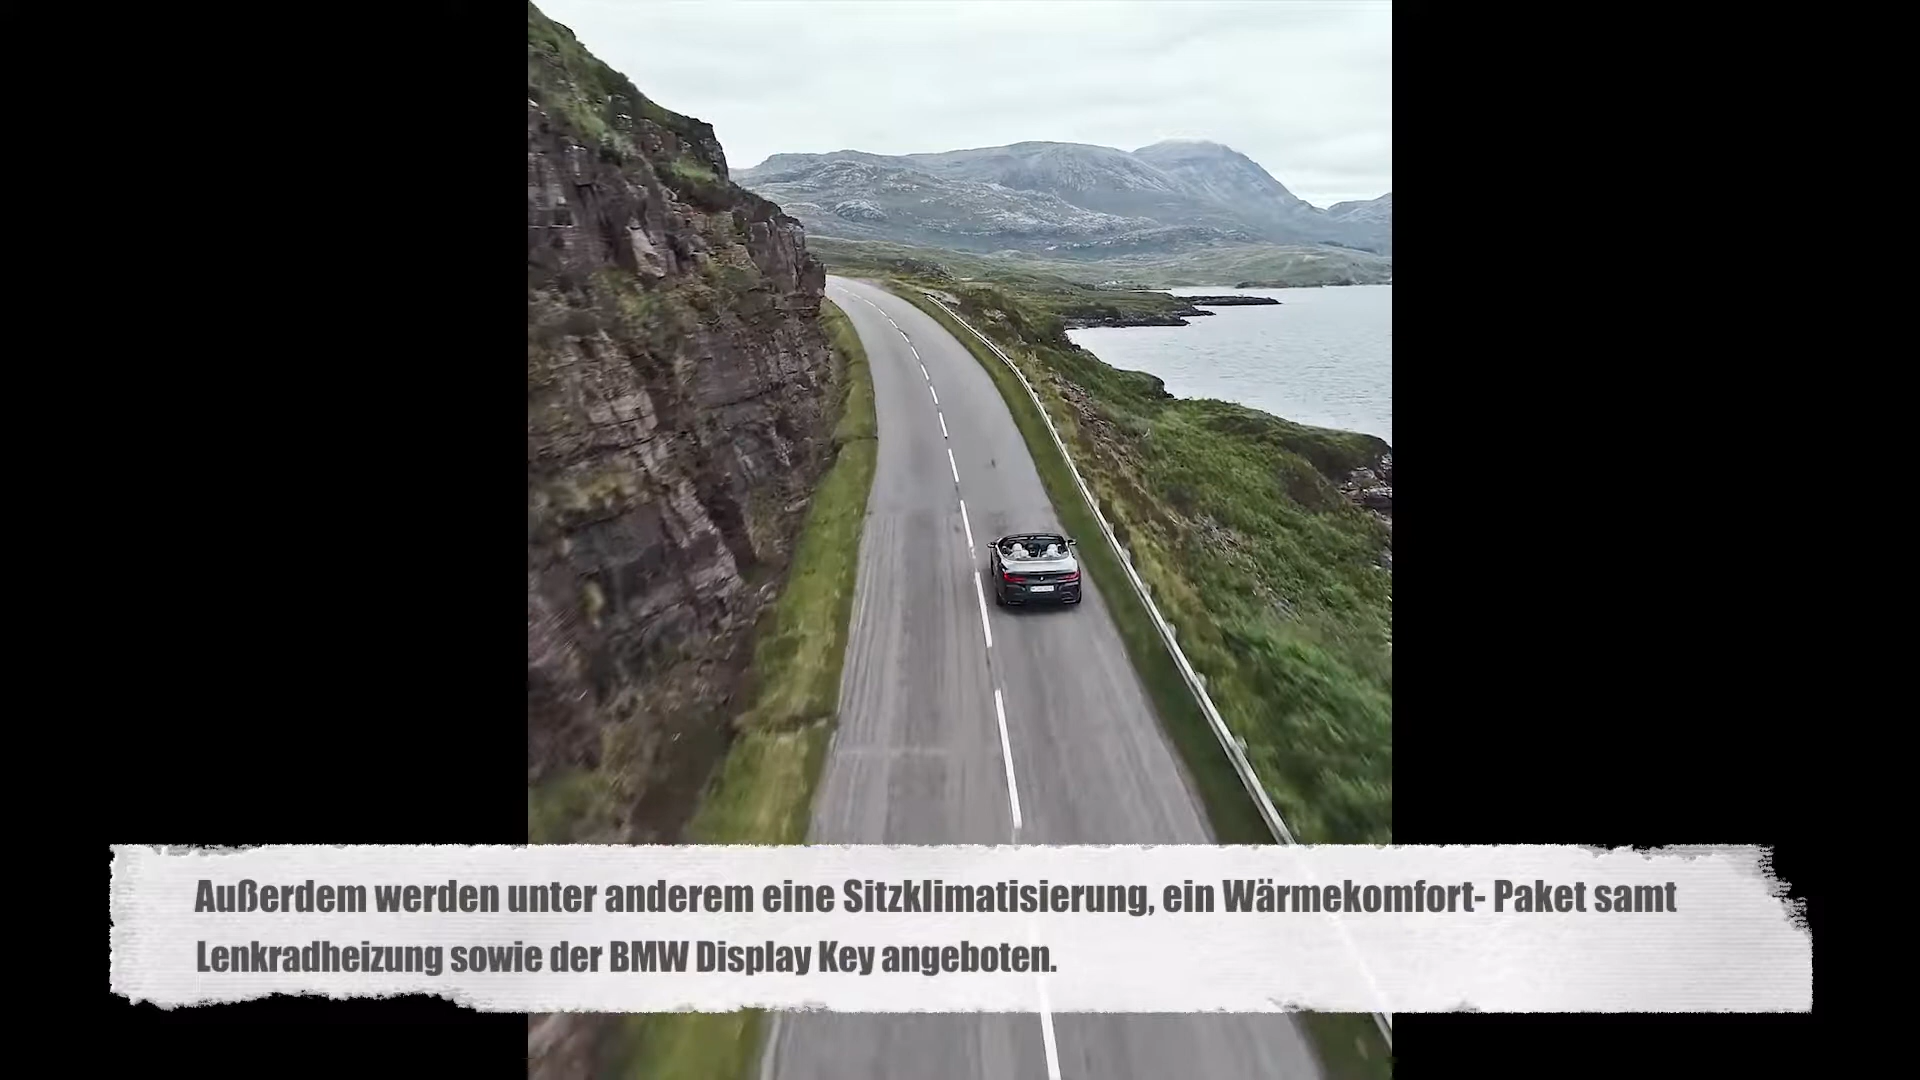 Außerdem werden unter anderem eine Sitzklimatisierung, ein Wärmekomfort- Paket samt
Lenkradheizung sowie der BMW Display Key angeboten.